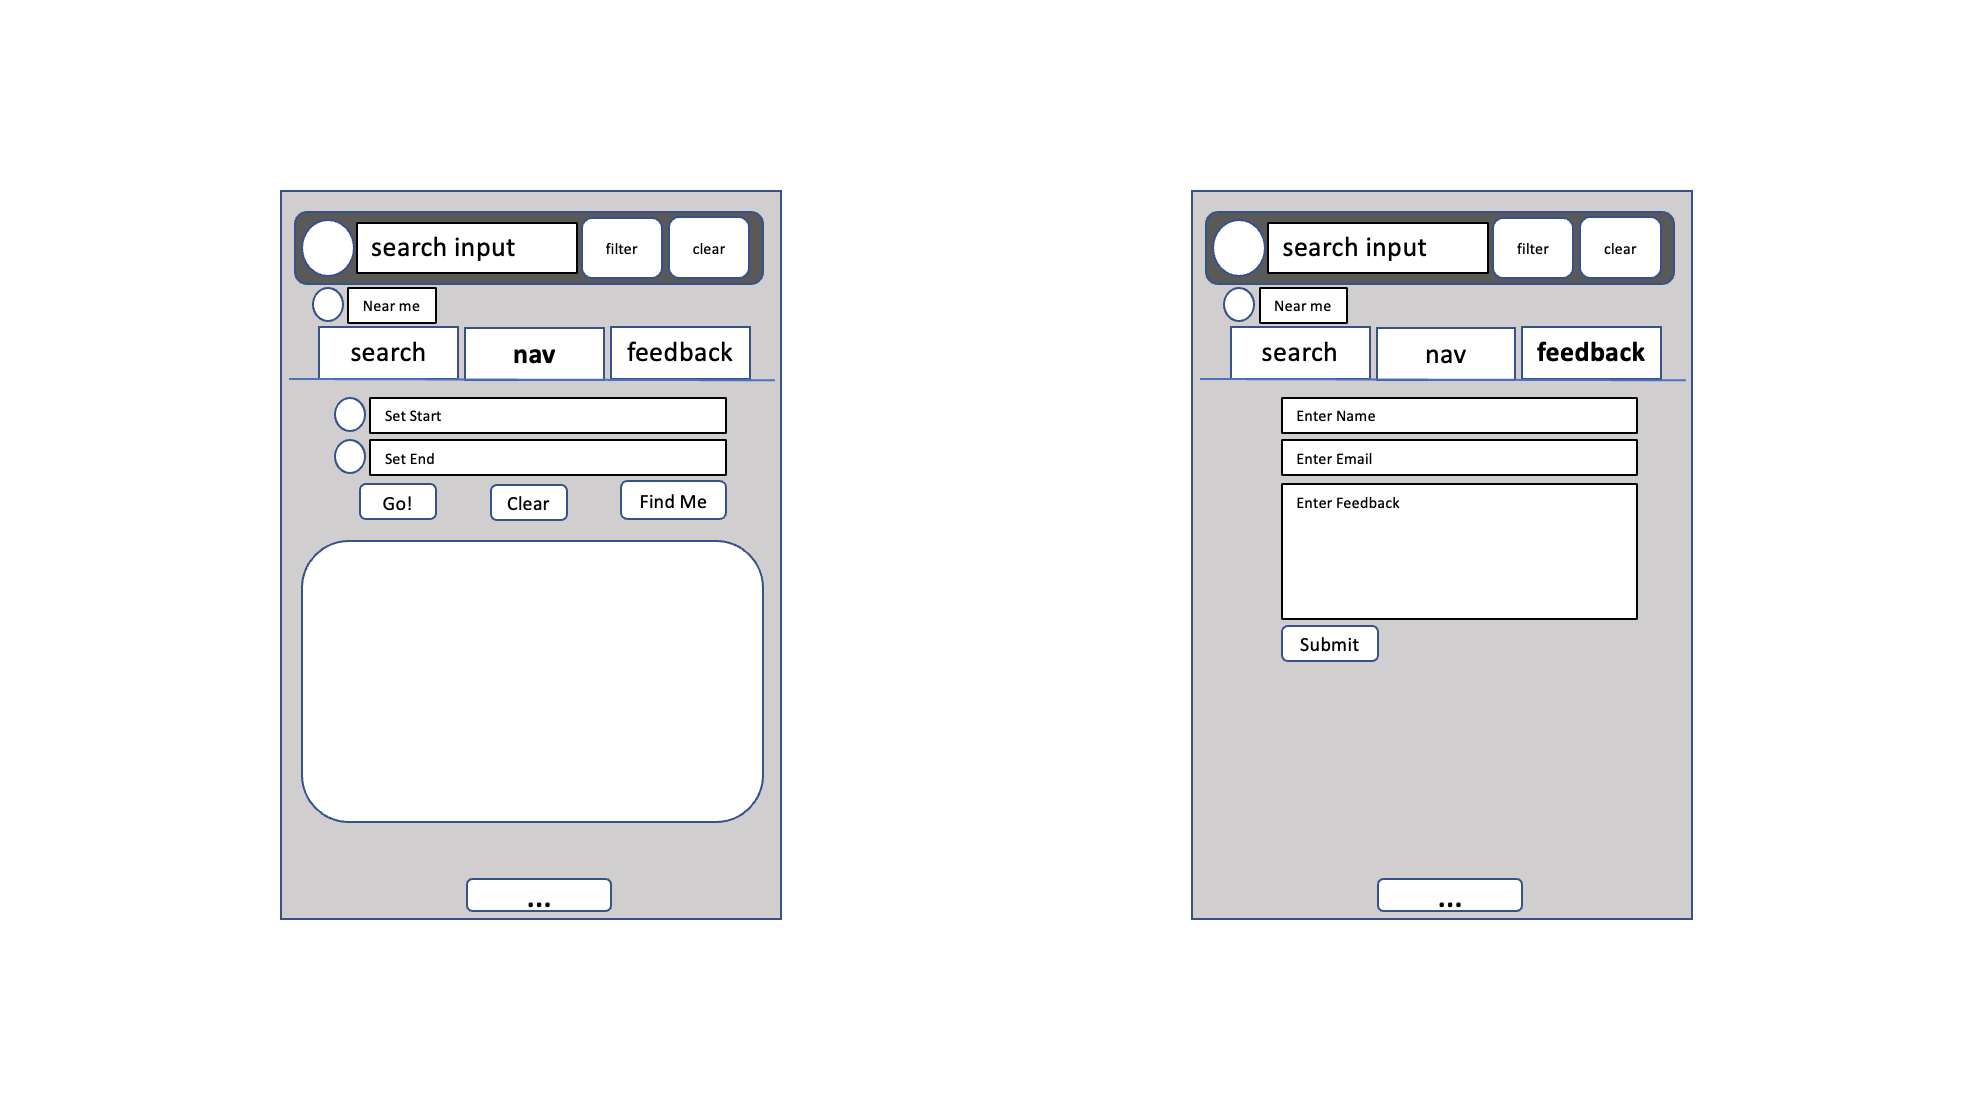 search input
filter
clear
Near me
search
nav
feedback
Set Start
Set End
Go!
Clear
Find Me
...
search input
filter
clear
Near me
search
nav
feedback
Enter Name
Enter Email
Enter Feedback
Submit
...